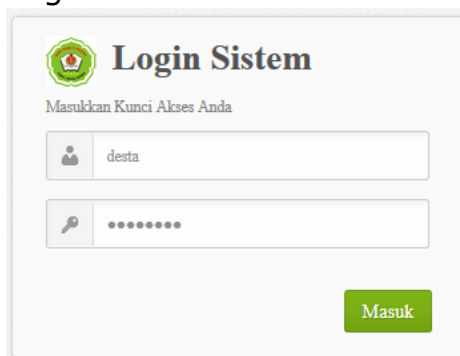 Login Sistem
Masukkan Kunci Akses Anda
desta
••••••••
Masuk